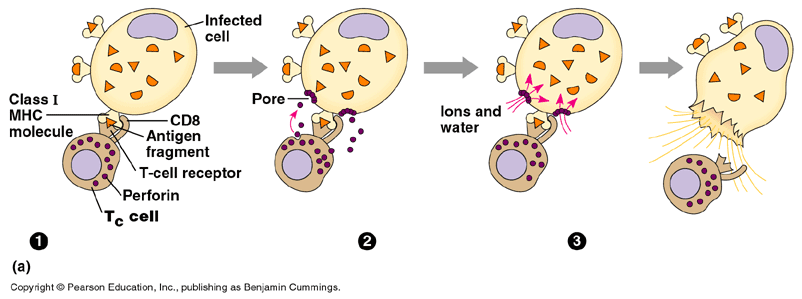 Infected
cell
Class I
MHC
molecule
CD8
Antigen
fragment
T-cell receptor
Perforin
Tc cell
1
Pore
2
Ions and
water
3
(a)
Copyright © Pearson Education, Inc., publishing as Benjamin Cummings.